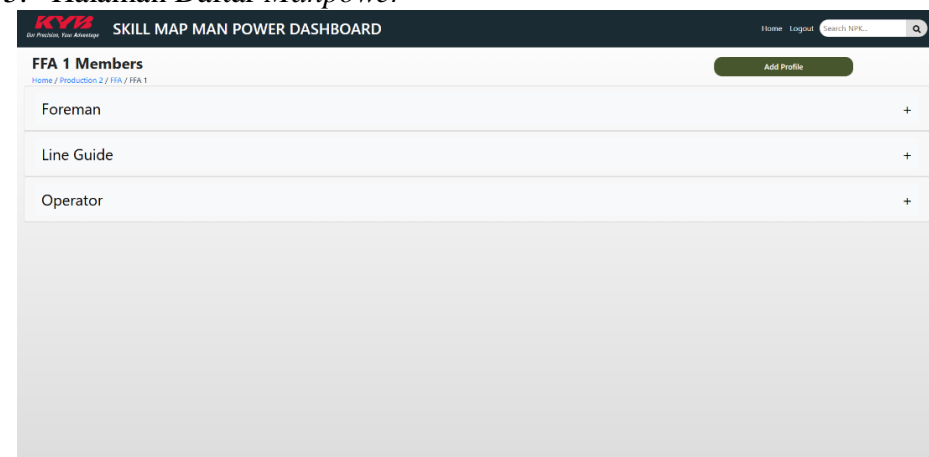 Halaman Daftar Manpower
KYB
Our Precision, Your Advantage
SKILL MAP MAN POWER DASHBOARD
Home Logout Search NPK...
FFA 1 Members
Add Profile
Home / Production 2 / FFA / FFA 1
Foreman +
Line Guide +
Operator +